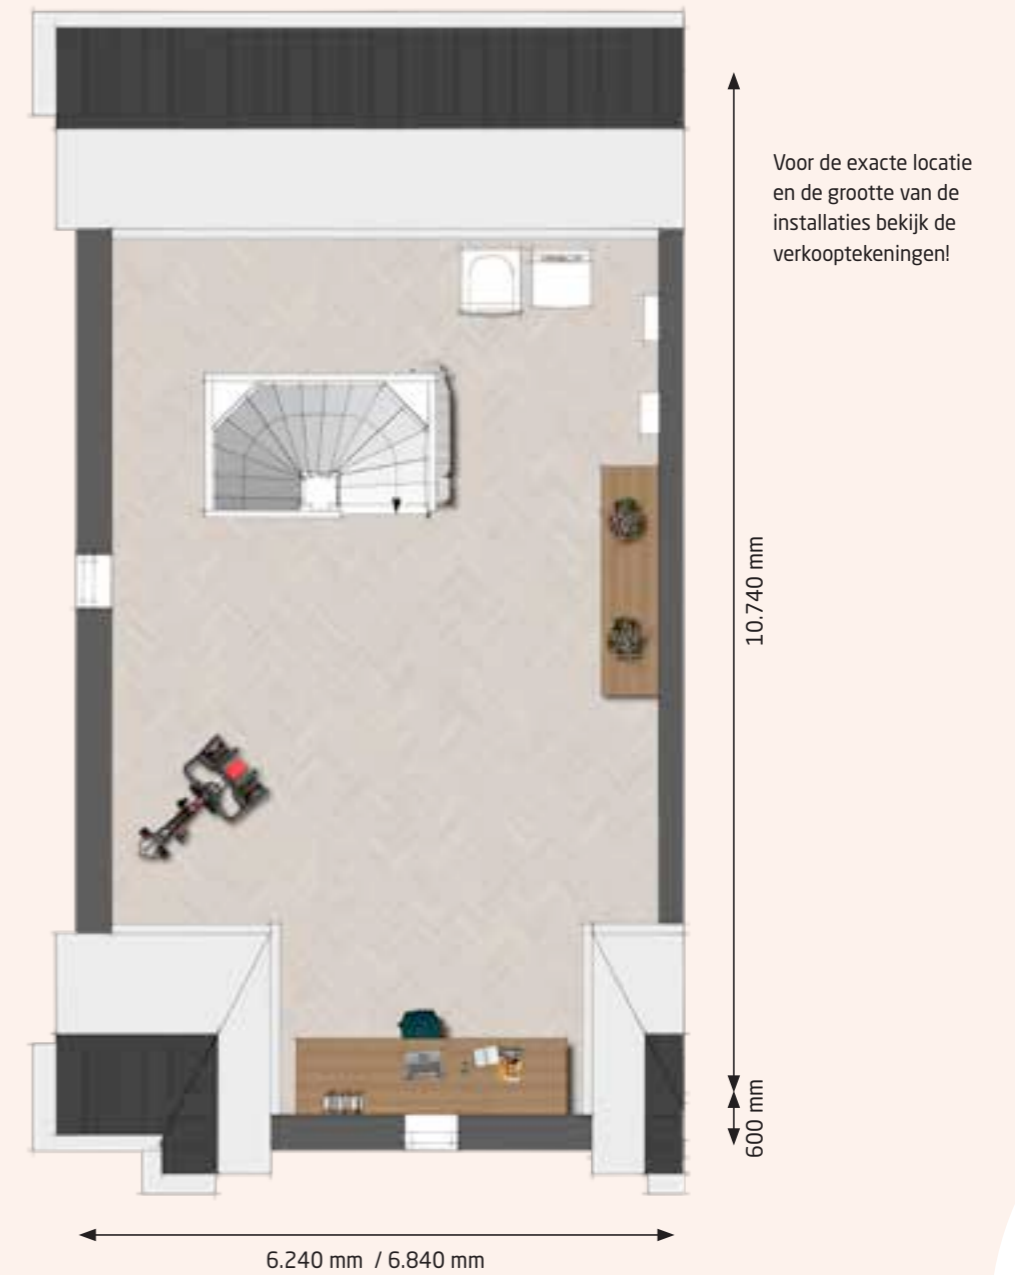 Voor de exacte locatie
en de grootte van de
installaties bekijk de
verkooptekeningen!
10.740 mm
600 mm
6.240 mm / 6.840 mm